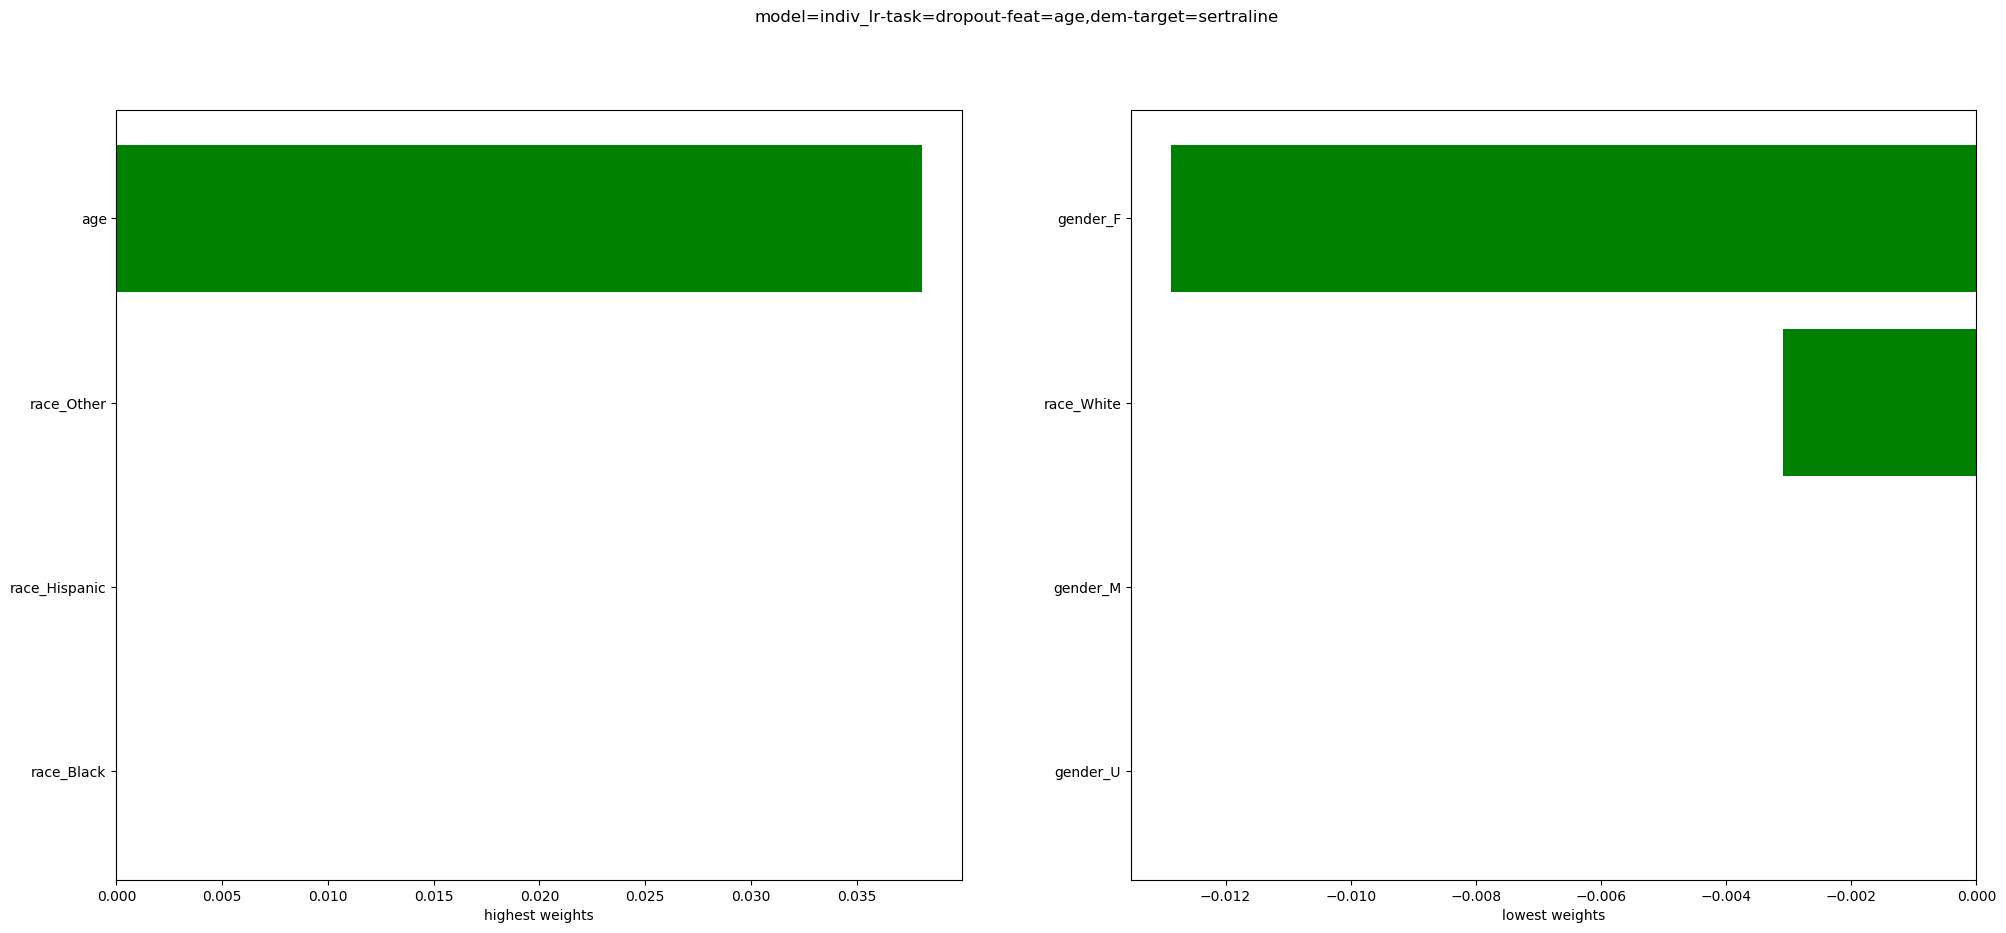 model=indiv_lr-task=dropout-feat=age,dem-target=sertraline
age
race_Other
race_Hispanic
race_Black
0.000 0.005 0.010 0.015 0.020 0.025 0.030 0.035
highest weights
gender_F
race_White
gender_M
gender_U
−0.012 −0.010 −0.008 −0.006 −0.004 −0.002 0.000
lowest weights